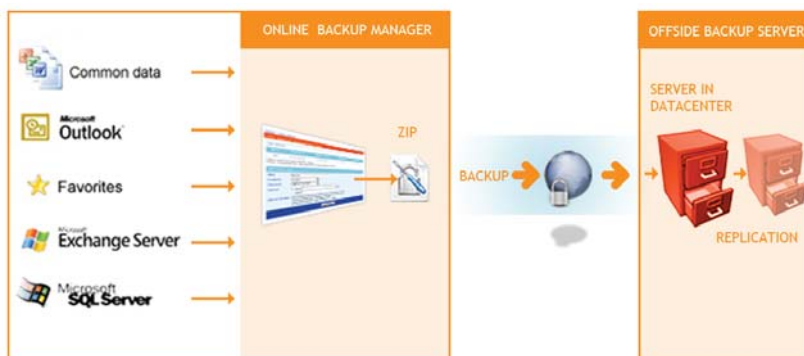 ONLINE BACKUP MANAGER
OFFSIDE BACKUP SERVER
Common data
Microsoft
Outlook
Favorites
Microsoft
Exchange Server
Microsoft
SQL Server
ZIP
BACKUP
SERVER IN
DATACENTER
REPLICATION